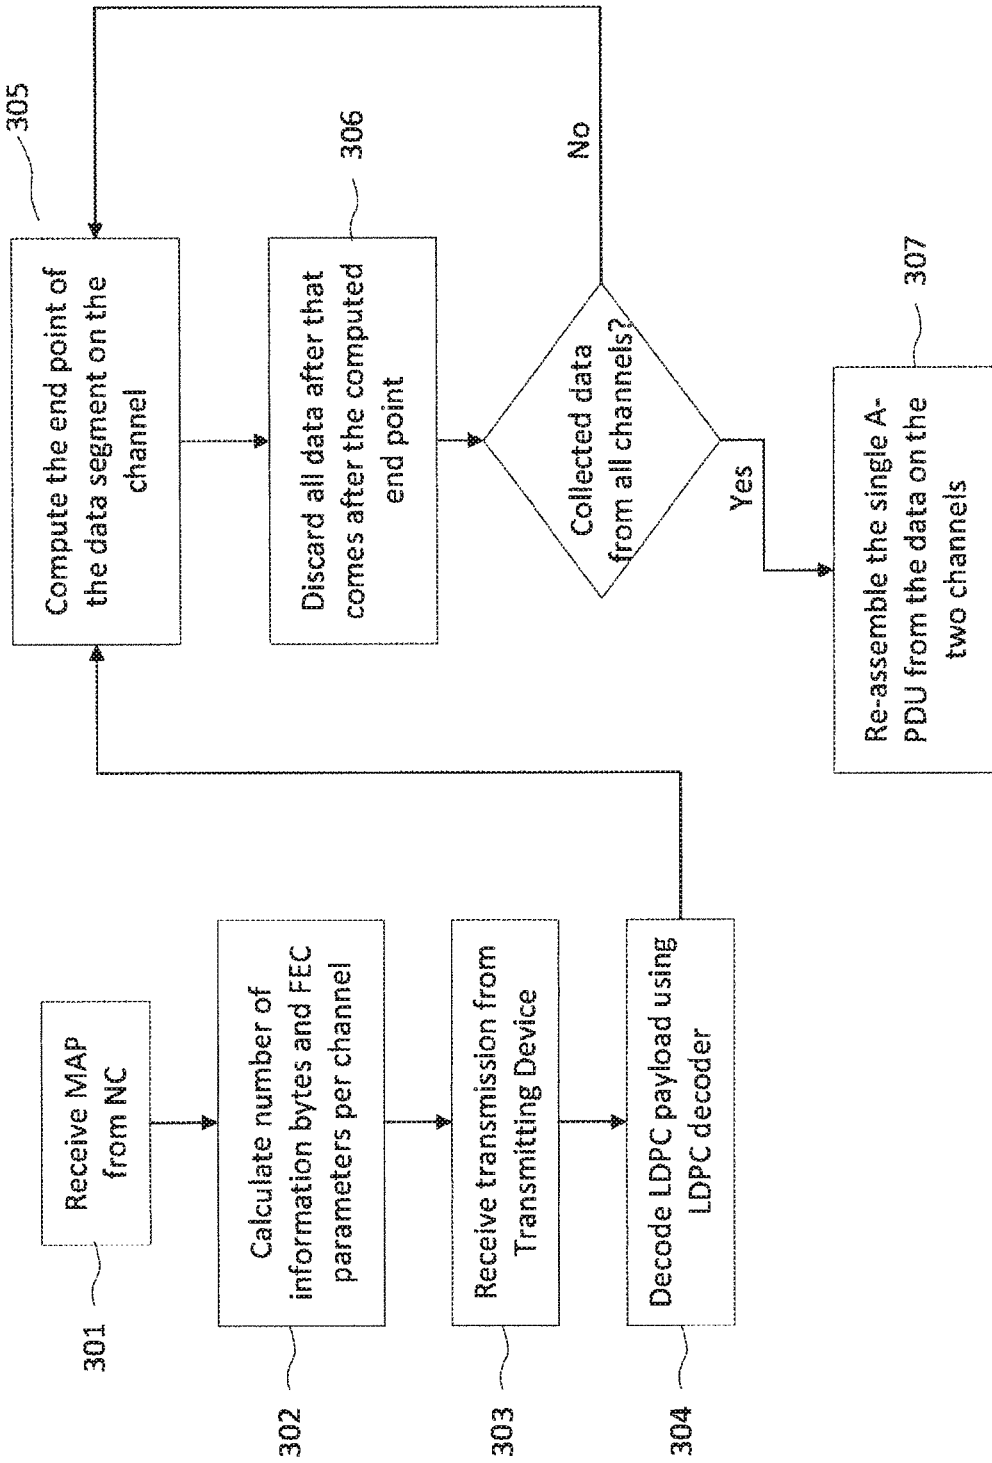 301
Receive MAP
from NC
302
Calculate number of
information bytes and FEC
parameters per channel
303
Receive transmission from
Transmitting Device
304
Decode LDPC payload using
LDPC decoder
305
Compute the end point of
the data segment on the
channel
306
Discard all data after that
comes after the computed
end point
Collected data
from all channels?
No
Yes
307
Re-assemble the single A-
PDU from the data on the
two channels